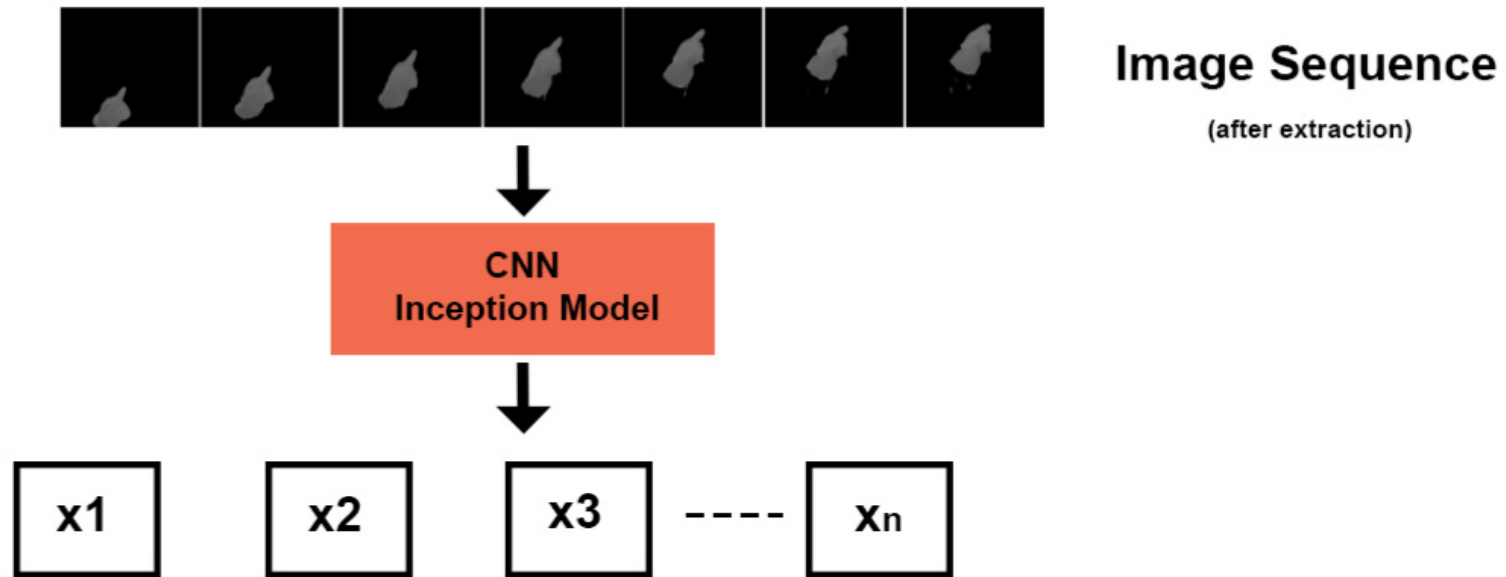 Image Sequence
(after extraction)
CNN
Inception Model
x1 x2 x3 ---- xn